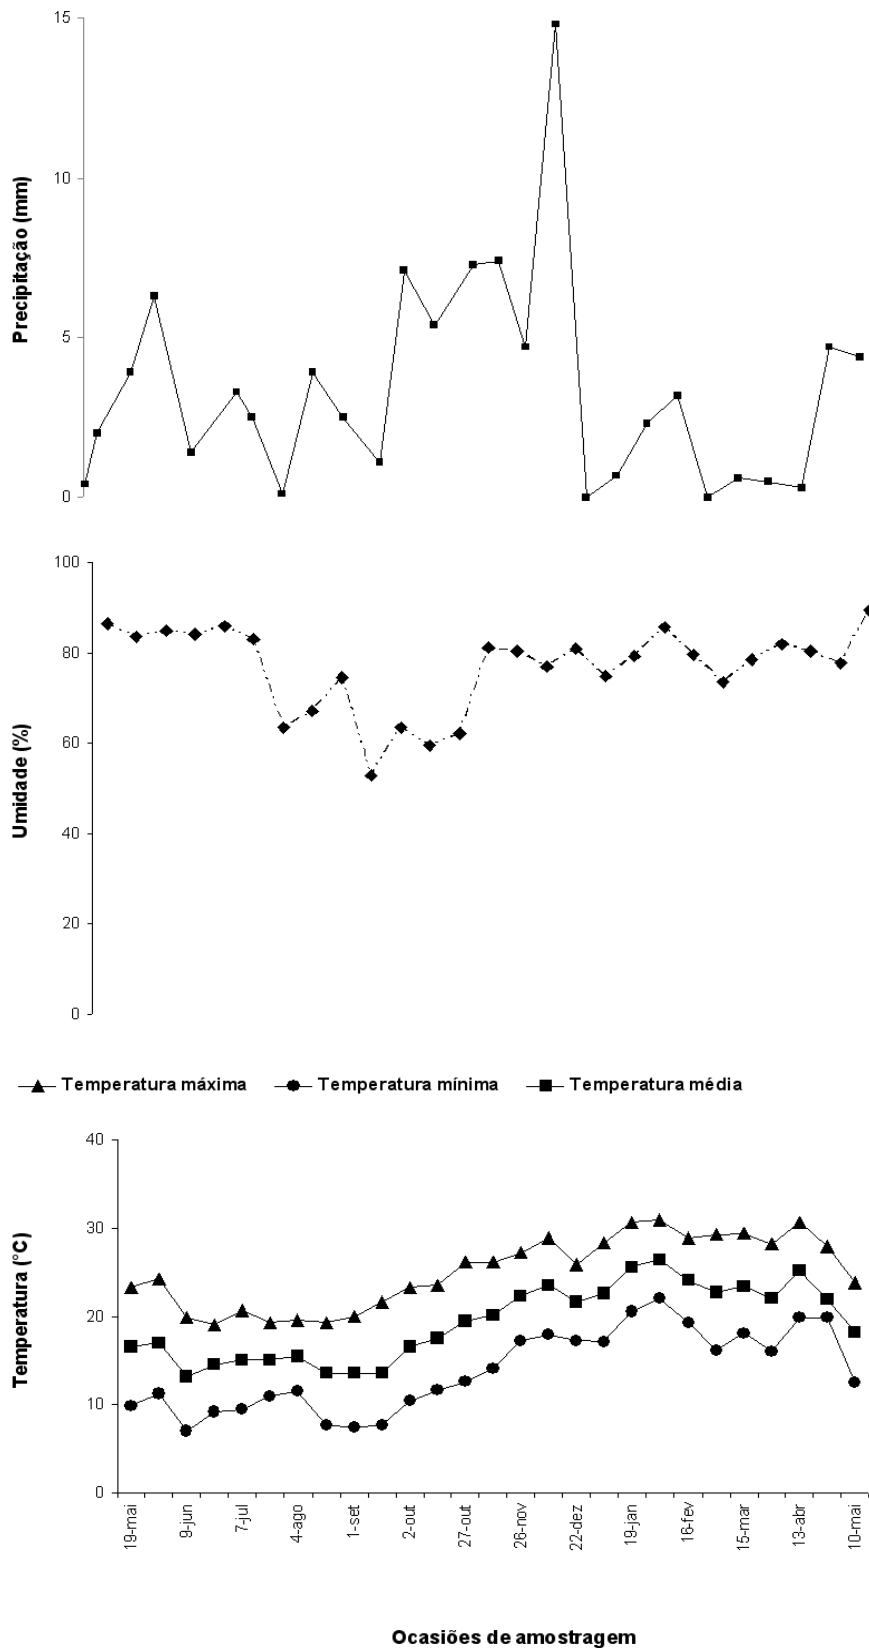 15
10
5
0
Precipitação (mm)
100
80
60
40
20
0
Umidade (%)
Temperatura máxima Temperatura mínima Temperatura média
40
30
20
10
0
Temperatura (°C)
19-mai 9-jun 7-jul 4-ago 1-set 2-out 27-out 26-nov 22-dez 19-jan 16-fev 15-mar 13-abr 10-mai
Ocasiões de amostragem